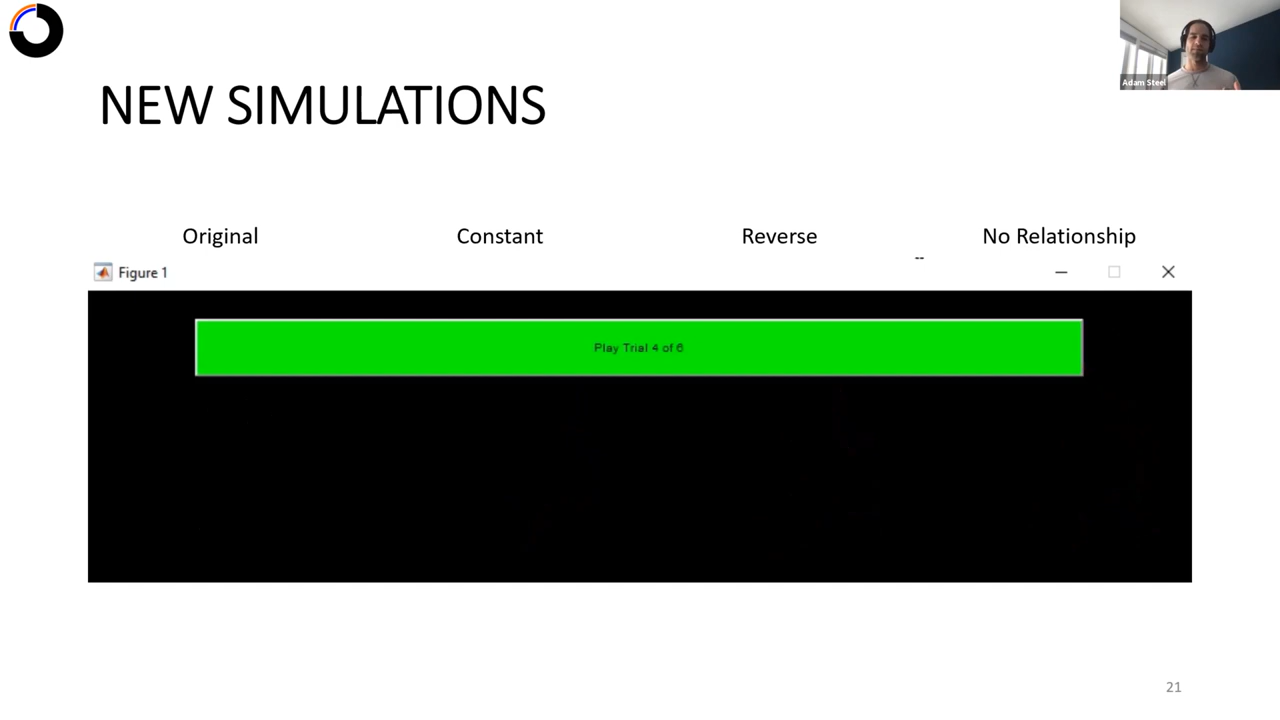 Adam Steel
NEW SIMULATIONS
Original Constant Reverse No Relationship
Figure 1
Play Trial 4 of 6
21